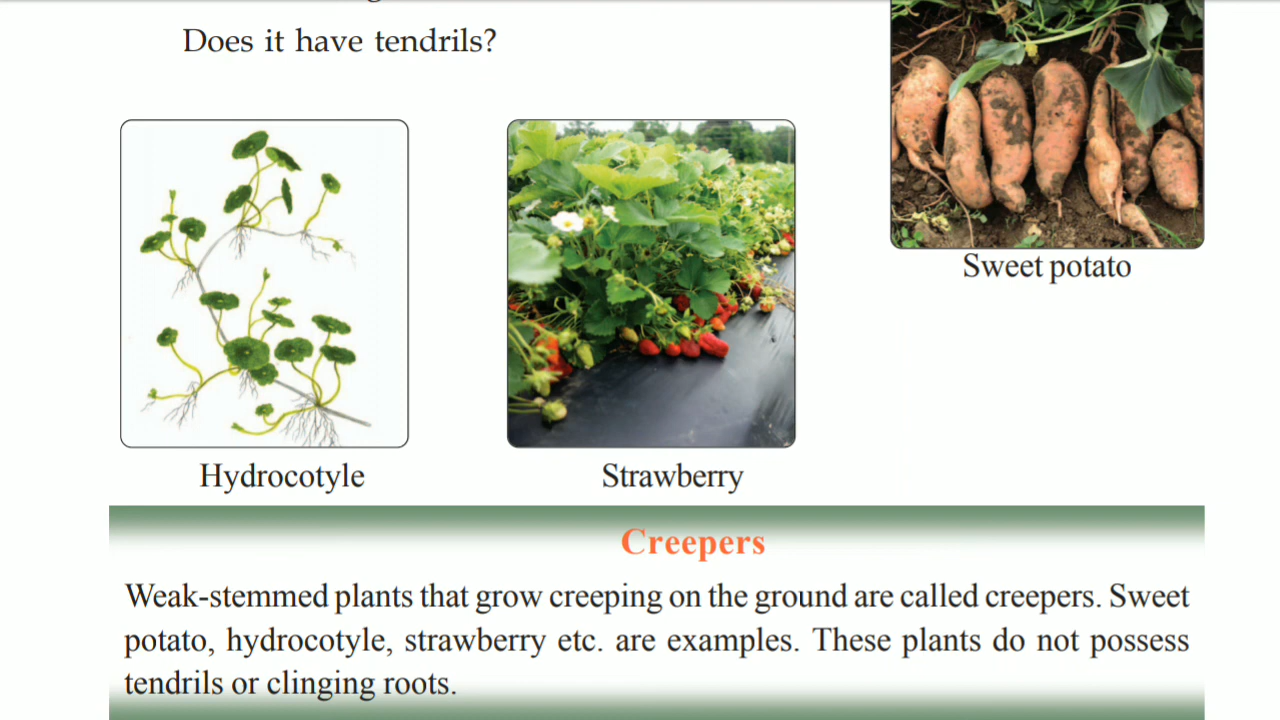 Does it have tendrils?
Sweet potato
Hydrocotyle
Strawberry
Creepers
Weak-stemmed plants that grow creeping on the ground are called creepers. Sweet
potato, hydrocotyle, strawberry etc. are examples. These plants do not possess
tendrils or clinging roots.